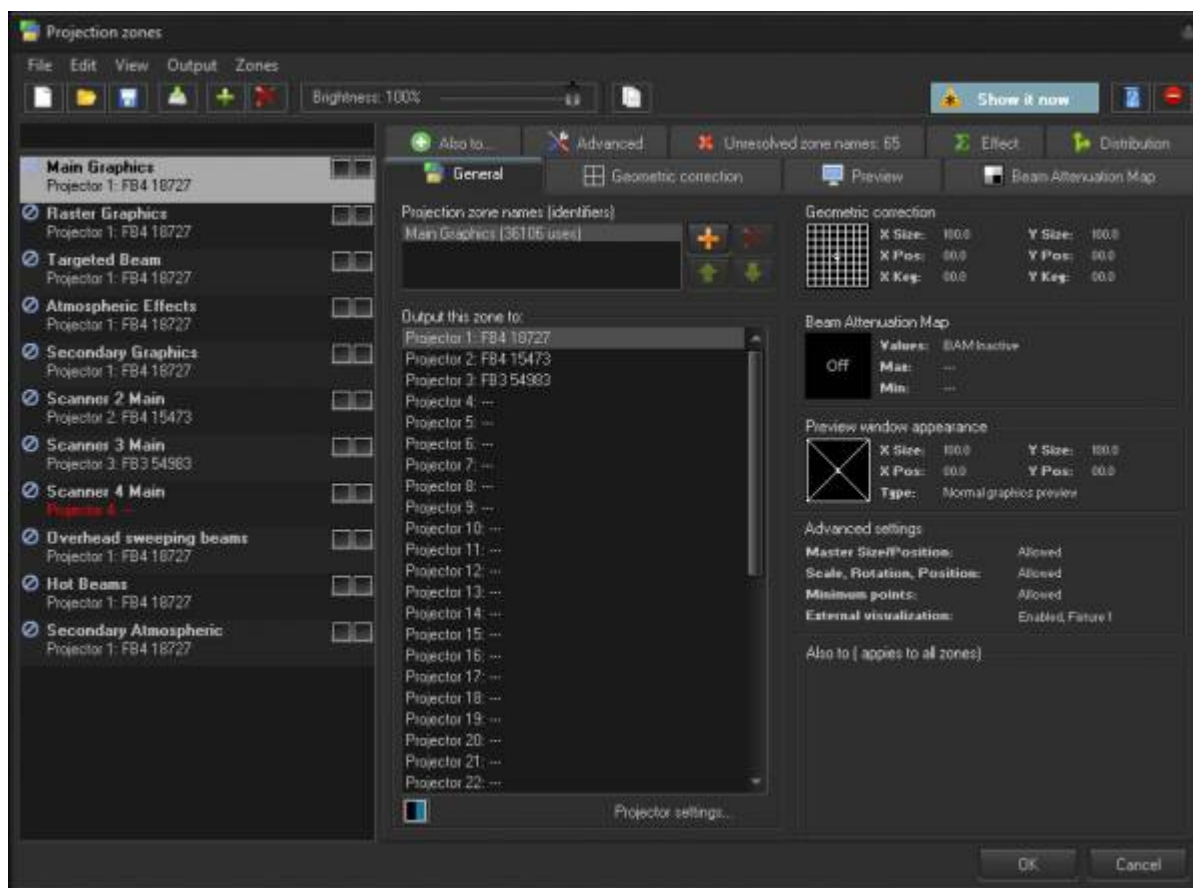 Projection zones
File Edit View Output Zones
Brightness: 100%
Show it now
Also to...
Advanced
Unresolved zone names: 65
Effect
Distribution
General
Geometric correction
Preview
Beam Attenuation Map
Main Graphics
Projector 1: FB4 18727
Raster Graphics
Projector 1: FB4 18727
Targeted Beam
Projector 1: FB4 18727
Atmospheric Effects
Projector 1: FB4 18727
Secondary Graphics
Projector 1: FB4 18727
Scanner 2 Main
Projector 2: FB4 15473
Scanner 3 Main
Projector 3: FB3 54983
Scanner 4 Main
Projector 4: ---
Overhead sweeping beams
Projector 1: FB4 18727
Hot Beams
Projector 1: FB4 18727
Secondary Atmospheric
Projector 1: FB4 18727
Projection zone names (identifiers)
Main Graphics (36106 uses)
Output this zone to:
Projector 1: FB4 18727
Projector 2: FB4 15473
Projector 3: FB3 54983
Projector 4: ---
Projector 5: ---
Projector 6: ---
Projector 7: ---
Projector 8: ---
Projector 9: ---
Projector 10: ---
Projector 11: ---
Projector 12: ---
Projector 13: ---
Projector 14: ---
Projector 15: ---
Projector 16: ---
Projector 17: ---
Projector 18: ---
Projector 19: ---
Projector 20: ---
Projector 21: ---
Projector 22: ---
Projector settings...
Geometric correction
X Size: 100.0 Y Size: 100.0
X Pos: 00.0 Y Pos: 00.0
X Key: 00.0 Y Key: 00.0
Beam Attenuation Map
Off
Values: BAM Inactive
Max: ---
Min: ---
Preview window appearance
X Size: 100.0 Y Size: 100.0
X Pos: 00.0 Y Pos: 00.0
Type: Normal graphics preview
Advanced settings
Master Size/Position: Allowed
Scale, Rotation, Position: Allowed
Minimum points: Allowed
External visualization: Enabled, Fixture 1
Also to ( appies to all zones)
OK
Cancel